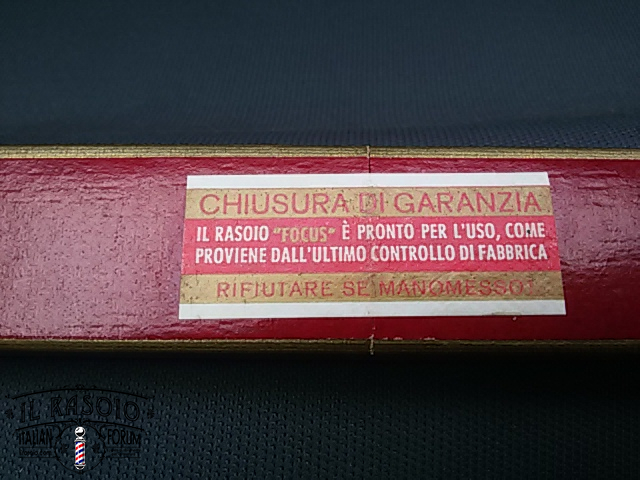 CHIUSURA DI GARANZIA
IL RASOIO "FOCUS" È PRONTO PER L'USO, COME
PROVIENE DALL'ULTIMO CONTROLLO DI FABBRICA
RIFIUTARE SE MANOMESSO!
IL RASOIO
ITALIAN FORUM